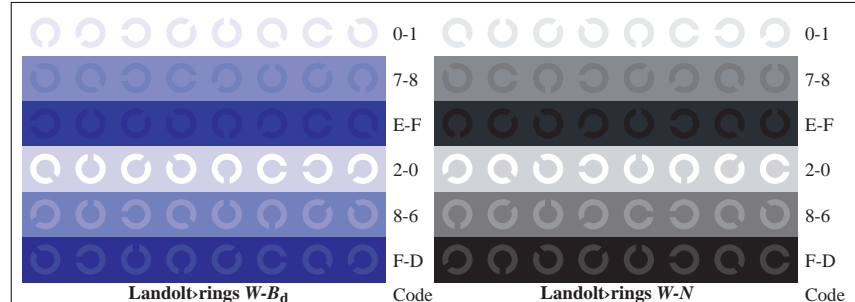 0-1 0-1
7-8 7-8
E-F E-F
2-0 2-0
8-6 8-6
F-D F-D
Landolt›rings W-Bd Code Landolt›rings W-N Code